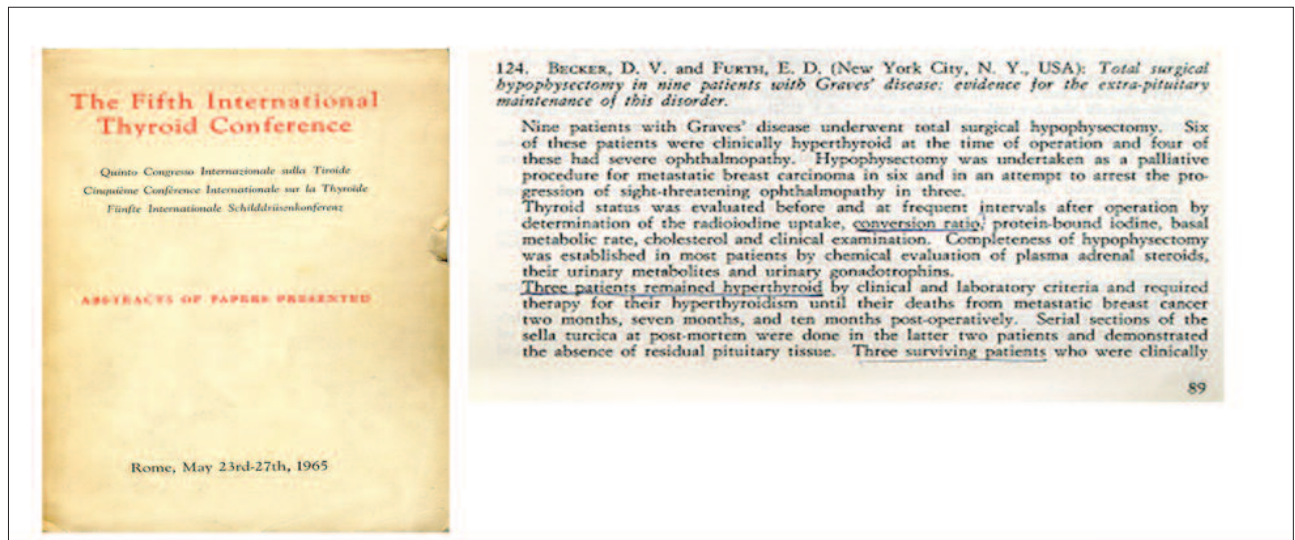 The Fifth International
Thyroid Conference
Quinto Congresso Internazionale sulla Tiroide
Cinquième Conférence Internationale sur la Thyroide
Fünfte Internationale Schilddrüsenkonferenz
ABSTRACTS OF PAPERS PRESENTED
Rome, May 23rd-27th, 1965
124. BECKER, D. V. and FURTH, E. D. (New York City, N. Y., USA): Total surgical
hypophysectomy in nine patients with Graves' disease: evidence for the extra-pituitary
maintenance of this disorder.
Nine patients with Graves' disease underwent total surgical hypophysectomy. Six
of these patients were clinically hyperthyroid at the time of operation and four of
these had severe ophthalmopathy. Hypophysectomy was undertaken as a palliative
procedure for metastatic breast carcinoma in six and in an attempt to arrest the pro-
gression of sight-threatening ophthalmopathy in three.
Thyroid status was evaluated before and at frequent intervals after operation by
determination of the radioiodine uptake, conversion ratio, protein-bound iodine, basal
metabolic rate, cholesterol and clinical examination. Completeness of hypophysectomy
was established in most patients by chemical evaluation of plasma adrenal steroids,
their urinary metabolites and urinary gonadotrophins.
Three patients remained hyperthyroid by clinical and laboratory criteria and required
therapy for their hyperthyroidism until their deaths from metastatic breast cancer
two months, seven months, and ten months post-operatively. Serial sections of the
sella turcica at post-mortem were done in the latter two patients and demonstrated
the absence of residual pituitary tissue. Three surviving patients who were clinically
89